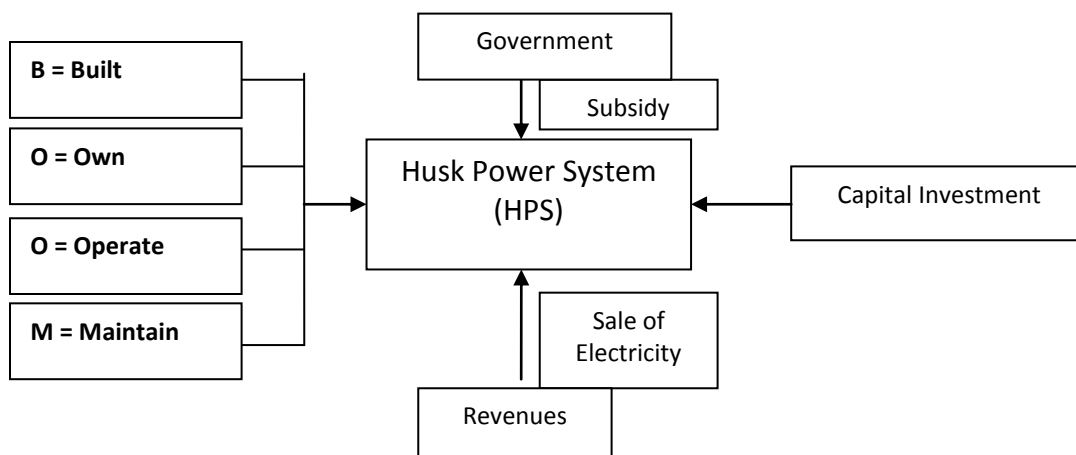 B = Built
O = Own
O = Operate
M = Maintain
Government
Subsidy
Husk Power System
(HPS)
Capital Investment
Sale of
Electricity
Revenues